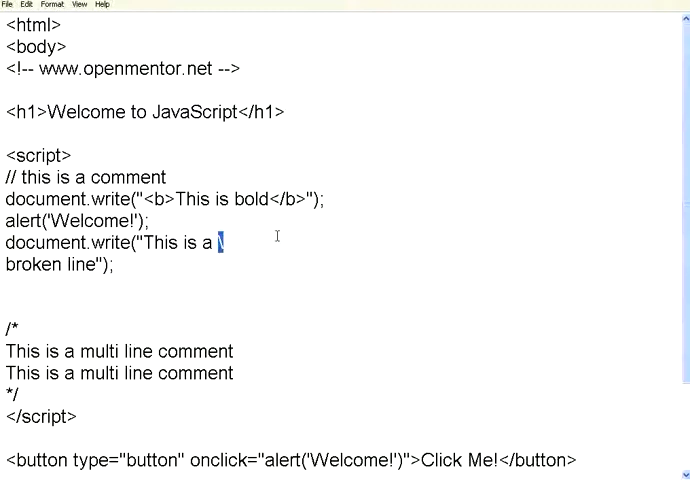 File Edit Format View Help
<html>
<body>
<!-- www.openmentor.net -->
<h1>Welcome to JavaScript</h1>
<script>
// this is a comment
document.write("<b>This is bold</b>");
alert('Welcome!');
document.write("This is a \
broken line");
/*
This is a multi line comment
This is a multi line comment
*/
</script>
<button type="button" onclick="alert('Welcome!')">Click Me!</button>